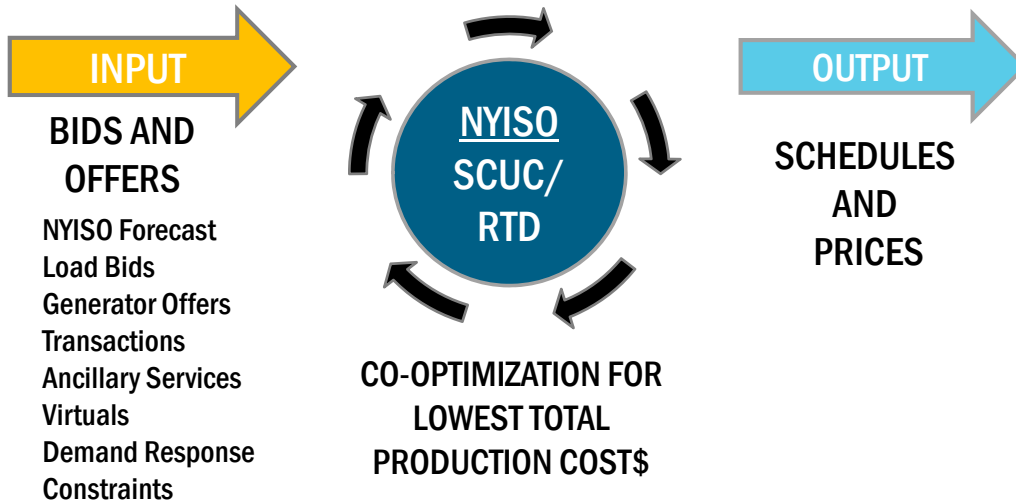 INPUT
BIDS AND
OFFERS
NYISO Forecast
Load Bids
Generator Offers
Transactions
Ancillary Services
Virtuals
Demand Response
Constraints
NYISO
SCUC/
RTD
CO-OPTIMIZATION FOR
LOWEST TOTAL
PRODUCTION COST$
OUTPUT
SCHEDULES
AND
PRICES